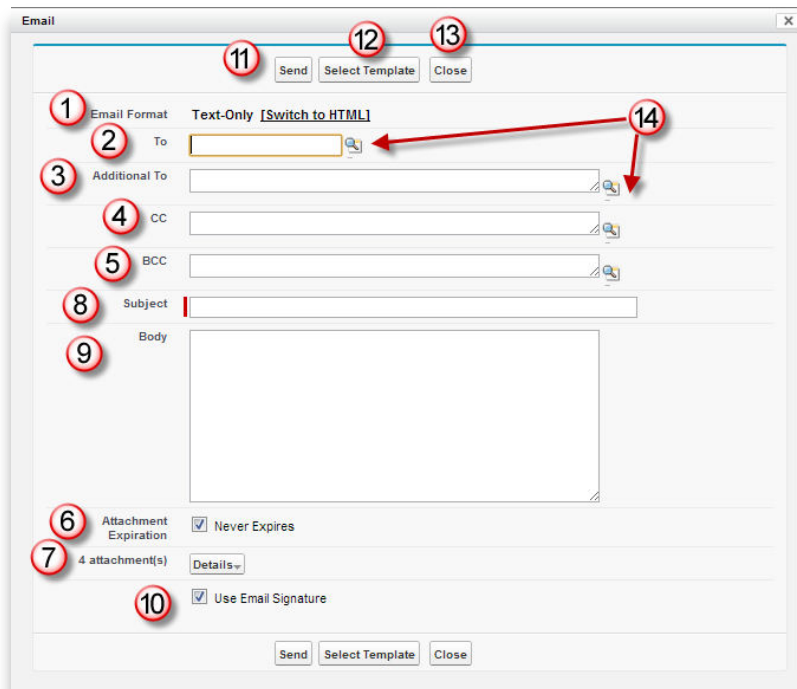 Email
11 12 13
Send Select Template Close
1 Email Format Text-Only [Switch to HTML]
14
2 To
3 Additional To
4 CC
5 BCC
8 Subject
9 Body
6 Attachment Expiration Never Expires
7 4 attachment(s) Details
10 Use Email Signature
Send Select Template Close